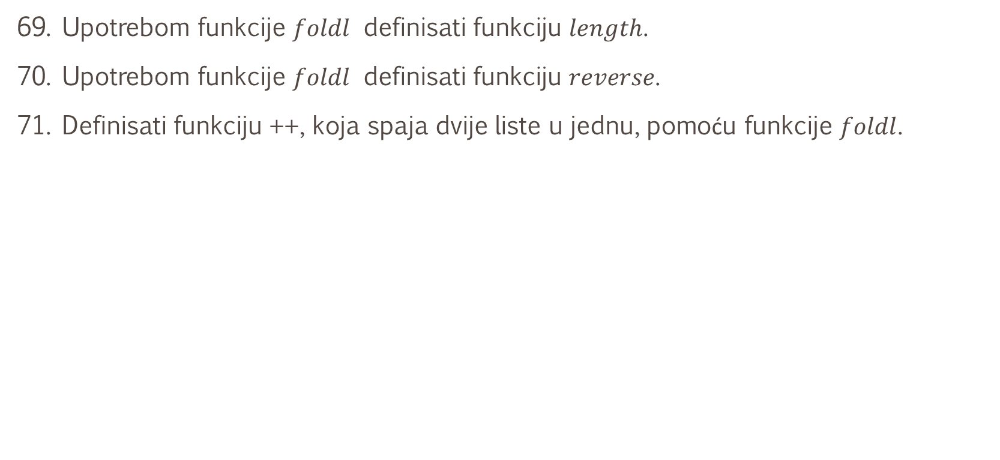 69. Upotrebom funkcije foldl definisati funkciju length.
70. Upotrebom funkcije foldl definisati funkciju reverse.
71. Definisati funkciju ++, koja spaja dvije liste u jednu, pomoću funkcije foldl.